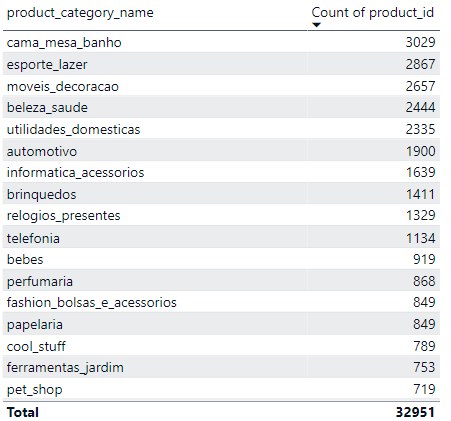 product_category_name Count of product_id
cama_mesa_banho 3029
esporte_lazer 2867
moveis_decoracao 2657
beleza_saude 2444
utilidades_domesticas 2335
automotivo 1900
informatica_acessorios 1639
brinquedos 1411
relogios_presentes 1329
telefonia 1134
bebes 919
perfumaria 868
fashion_bolsas_e_acessorios 849
papelaria 849
cool_stuff 789
ferramentas_jardim 753
pet_shop 719
Total 32951